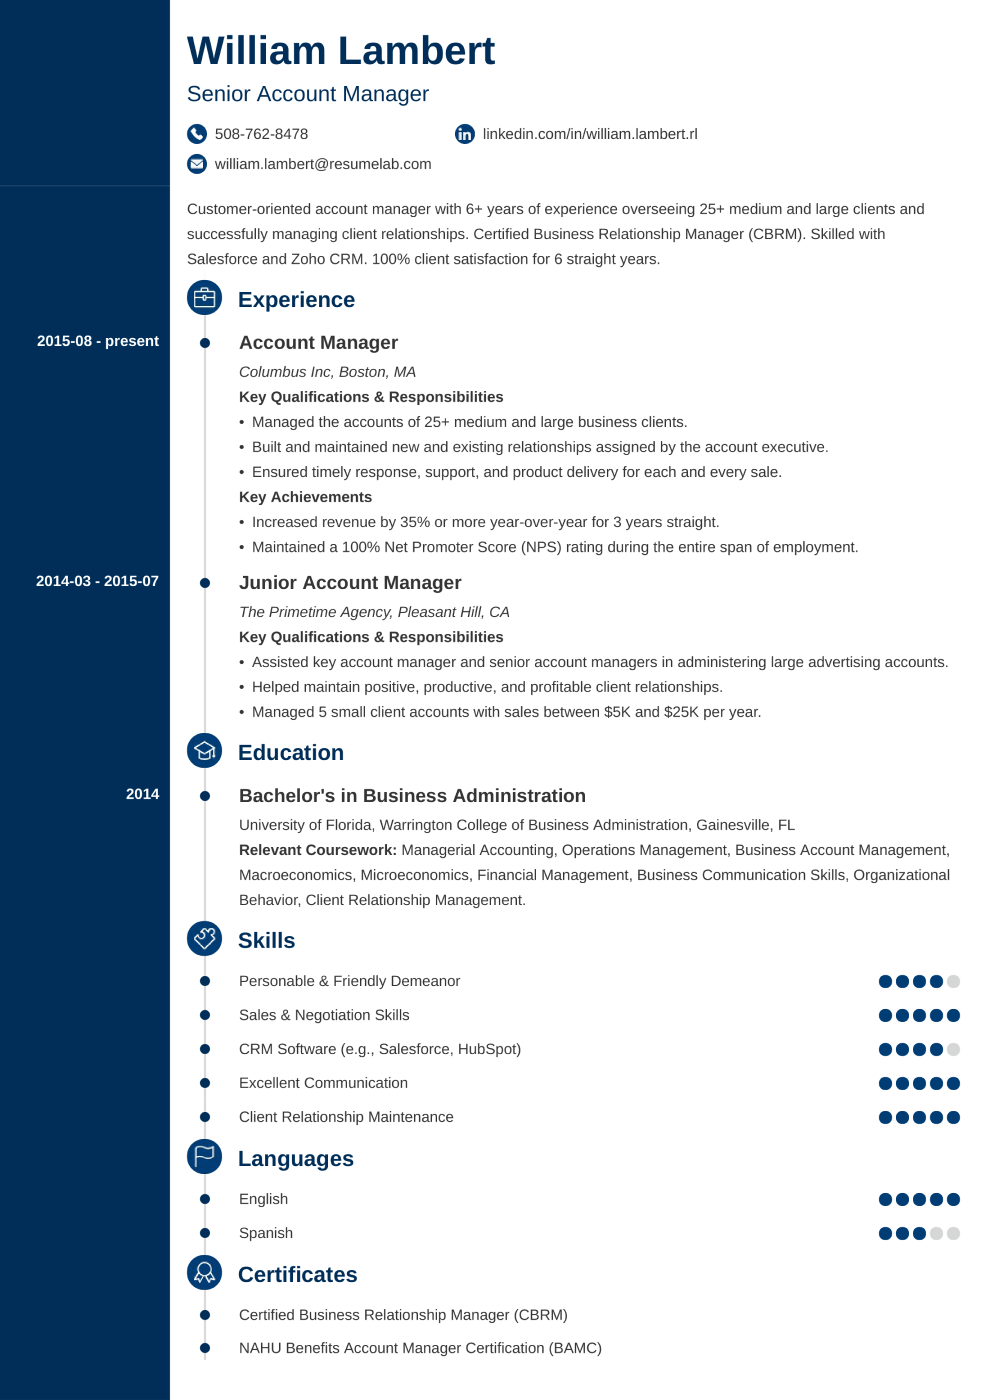 William Lambert
Senior Account Manager
508-762-8478
linkedin.com/in/william.lambert.rl
william.lambert@resumelab.com
Customer-oriented account manager with 6+ years of experience overseeing 25+ medium and large clients and
successfully managing client relationships. Certified Business Relationship Manager (CBRM). Skilled with
Salesforce and Zoho CRM. 100% client satisfaction for 6 straight years.
Experience
2015-08 - present
Account Manager
Columbus Inc, Boston, MA
Key Qualifications & Responsibilities
• Managed the accounts of 25+ medium and large business clients.
• Built and maintained new and existing relationships assigned by the account executive.
• Ensured timely response, support, and product delivery for each and every sale.
Key Achievements
• Increased revenue by 35% or more year-over-year for 3 years straight.
• Maintained a 100% Net Promoter Score (NPS) rating during the entire span of employment.
2014-03 - 2015-07
Junior Account Manager
The Primetime Agency, Pleasant Hill, CA
Key Qualifications & Responsibilities
• Assisted key account manager and senior account managers in administering large advertising accounts.
• Helped maintain positive, productive, and profitable client relationships.
• Managed 5 small client accounts with sales between $5K and $25K per year.
Education
2014
Bachelor's in Business Administration
University of Florida, Warrington College of Business Administration, Gainesville, FL
Relevant Coursework: Managerial Accounting, Operations Management, Business Account Management,
Macroeconomics, Microeconomics, Financial Management, Business Communication Skills, Organizational
Behavior, Client Relationship Management.
Skills
Personable & Friendly Demeanor
Sales & Negotiation Skills
CRM Software (e.g., Salesforce, HubSpot)
Excellent Communication
Client Relationship Maintenance
Languages
English
Spanish
Certificates
Certified Business Relationship Manager (CBRM)
NAHU Benefits Account Manager Certification (BAMC)